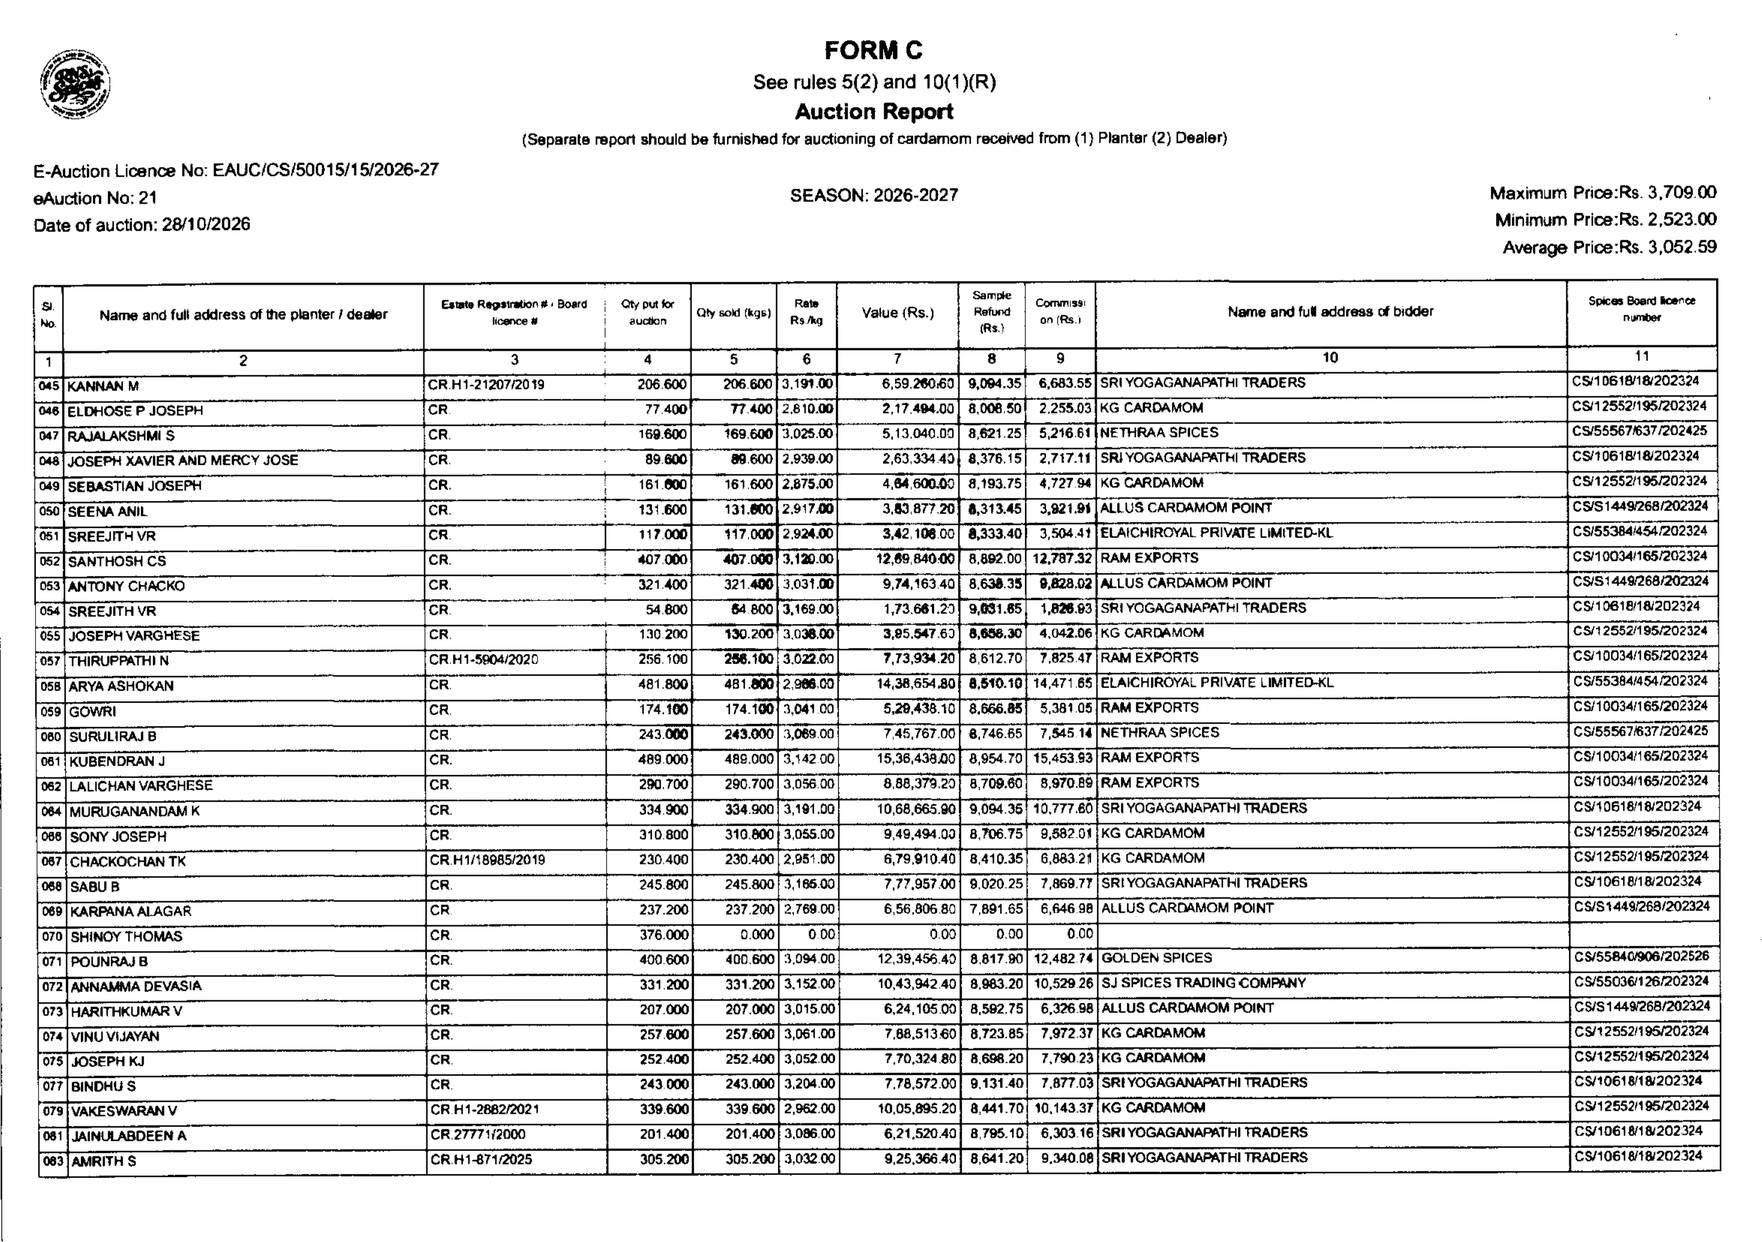 FORM C
See rules 5(2) and 10(1)(R)
Auction Report
(Separate report should be furnished for auctioning of cardamom received from (1) Planter (2) Dealer)
E-Auction Licence No: EAUC/CS/50015/15/2026-27
eAuction No: 21
SEASON: 2026-2027
Date of auction: 28/10/2026
Maximum Price:Rs. 3,709.00
Minimum Price:Rs. 2,523.00
Average Price:Rs. 3,052.59
Sl. No. Name and full address of the planter / dealer Estate Registration # / Board licence # Qty put for auction Qty sold (kgs) Rate Rs./kg Value (Rs.) Sample Refund (Rs.) Commission (Rs.) Name and full address of bidder Spices Board licence number
1 2 3 4 5 6 7 8 9 10 11
045 KANNAN M CR.H1-21207/2019 206.600 206.600 3,191.00 6,59,260.60 9,094.35 6,683.55 SRI YOGAGANAPATHI TRADERS CS/10618/18/202324
046 ELDHOSE P JOSEPH CR. 77.400 77.400 2,810.00 2,17,494.00 8,008.50 2,255.03 KG CARDAMOM CS/12552/195/202324
047 RAJALAKSHMI S CR. 169.600 169.600 3,025.00 5,13,040.00 8,621.25 5,216.61 NETHRAA SPICES CS/55567/637/202425
048 JOSEPH XAVIER AND MERCY JOSE CR. 89.600 89.600 2,939.00 2,63,334.40 8,376.15 2,717.11 SRI YOGAGANAPATHI TRADERS CS/10618/18/202324
049 SEBASTIAN JOSEPH CR. 161.600 161.600 2,875.00 4,64,600.00 8,193.75 4,727.94 KG CARDAMOM CS/12552/195/202324
050 SEENA ANIL CR. 131.600 131.600 2,917.00 3,83,877.20 8,313.45 3,921.91 ALLUS CARDAMOM POINT CS/S1449/268/202324
051 SREEJITH VR CR. 117.000 117.000 2,924.00 3,42,108.00 8,333.40 3,504.41 ELAICHIROYAL PRIVATE LIMITED-KL CS/55384/454/202324
052 SANTHOSH CS CR. 407.000 407.000 3,120.00 12,69,840.00 8,892.00 12,787.32 RAM EXPORTS CS/10034/165/202324
053 ANTONY CHACKO CR. 321.400 321.400 3,031.00 9,74,163.40 8,638.35 9,828.02 ALLUS CARDAMOM POINT CS/S1449/268/202324
054 SREEJITH VR CR. 54.800 54.800 3,169.00 1,73,661.20 9,031.65 1,826.93 SRI YOGAGANAPATHI TRADERS CS/10618/18/202324
055 JOSEPH VARGHESE CR. 130.200 130.200 3,038.00 3,95,547.60 8,658.30 4,042.06 KG CARDAMOM CS/12552/195/202324
057 THIRUPPATHI N CR.H1-5904/2020 256.100 256.100 3,022.00 7,73,934.20 8,612.70 7,825.47 RAM EXPORTS CS/10034/165/202324
058 ARYA ASHOKAN CR. 481.800 481.800 2,986.00 14,38,654.80 8,510.10 14,471.65 ELAICHIROYAL PRIVATE LIMITED-KL CS/55384/454/202324
059 GOWRI CR. 174.100 174.100 3,041.00 5,29,438.10 8,666.85 5,381.05 RAM EXPORTS CS/10034/165/202324
060 SURULIRAJ B CR. 243.000 243.000 3,069.00 7,45,767.00 8,746.65 7,545.14 NETHRAA SPICES CS/55567/637/202425
061 KUBENDRAN J CR. 489.000 489.000 3,142.00 15,36,438.00 8,954.70 15,453.93 RAM EXPORTS CS/10034/165/202324
062 LALICHAN VARGHESE CR. 290.700 290.700 3,056.00 8,88,379.20 8,709.60 8,970.89 RAM EXPORTS CS/10034/165/202324
064 MURUGANANDAM K CR. 334.900 334.900 3,191.00 10,68,665.90 9,094.35 10,777.60 SRI YOGAGANAPATHI TRADERS CS/10618/18/202324
066 SONY JOSEPH CR. 310.800 310.800 3,055.00 9,49,494.00 8,706.75 9,582.01 KG CARDAMOM CS/12552/195/202324
067 CHACKOCHAN TK CR.H1/18985/2019 230.400 230.400 2,951.00 6,79,910.40 8,410.35 6,883.21 KG CARDAMOM CS/12552/195/202324
068 SABU B CR. 245.800 245.800 3,165.00 7,77,957.00 9,020.25 7,869.77 SRI YOGAGANAPATHI TRADERS CS/10618/18/202324
069 KARPANA ALAGAR CR. 237.200 237.200 2,769.00 6,56,806.80 7,891.65 6,646.98 ALLUS CARDAMOM POINT CS/S1449/268/202324
070 SHINOY THOMAS CR. 376.000 0.000 0.00 0.00 0.00 0.00
071 POUNRAJ B CR. 400.600 400.600 3,094.00 12,39,456.40 8,817.90 12,482.74 GOLDEN SPICES CS/55840/906/202526
072 ANNAMMA DEVASIA CR. 331.200 331.200 3,152.00 10,43,942.40 8,983.20 10,529.26 SJ SPICES TRADING COMPANY CS/55036/126/202324
073 HARITHKUMAR V CR. 207.000 207.000 3,015.00 6,24,105.00 8,592.75 6,326.98 ALLUS CARDAMOM POINT CS/S1449/268/202324
074 VINU VIJAYAN CR. 257.600 257.600 3,061.00 7,88,513.60 8,723.85 7,972.37 KG CARDAMOM CS/12552/195/202324
075 JOSEPH KJ CR. 252.400 252.400 3,052.00 7,70,324.80 8,698.20 7,790.23 KG CARDAMOM CS/12552/195/202324
077 BINDHU S CR. 243.000 243.000 3,204.00 7,78,572.00 9,131.40 7,877.03 SRI YOGAGANAPATHI TRADERS CS/10618/18/202324
079 VAKESWARAN V CR.H1-2882/2021 339.600 339.600 2,962.00 10,05,895.20 8,441.70 10,143.37 KG CARDAMOM CS/12552/195/202324
081 JAINULABDEEN A CR.27771/2000 201.400 201.400 3,086.00 6,21,520.40 8,795.10 6,303.16 SRI YOGAGANAPATHI TRADERS CS/10618/18/202324
083 AMRITH S CR.H1-871/2025 305.200 305.200 3,032.00 9,25,366.40 8,641.20 9,340.08 SRI YOGAGANAPATHI TRADERS CS/10618/18/202324